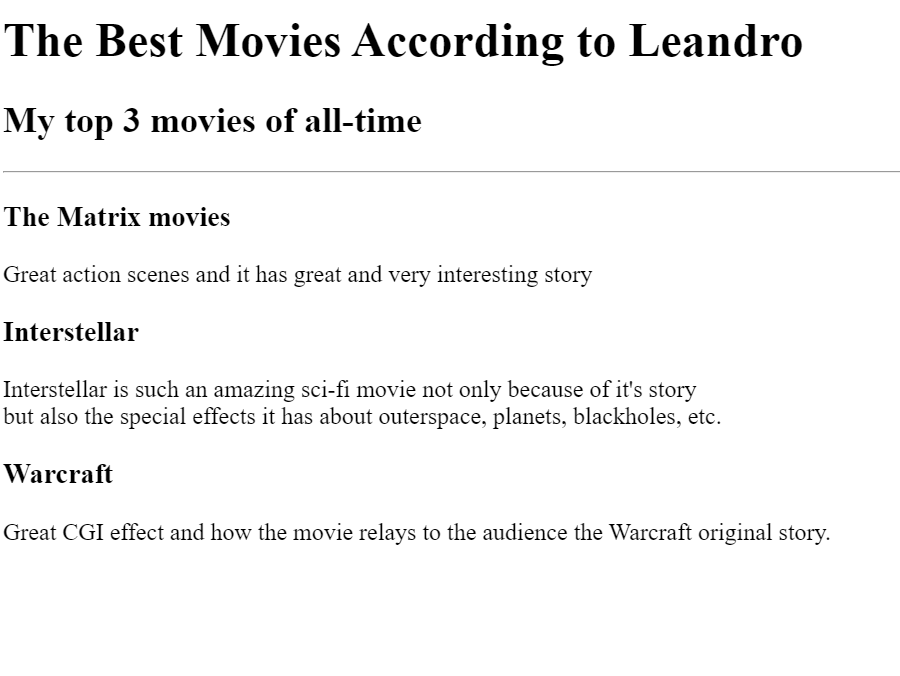 The Best Movies According to Leandro
My top 3 movies of all-time
The Matrix movies
Great action scenes and it has great and very interesting story
Interstellar
Interstellar is such an amazing sci-fi movie not only because of it's story
but also the special effects it has about outerspace, planets, blackholes, etc.
Warcraft
Great CGI effect and how the movie relays to the audience the Warcraft original story.